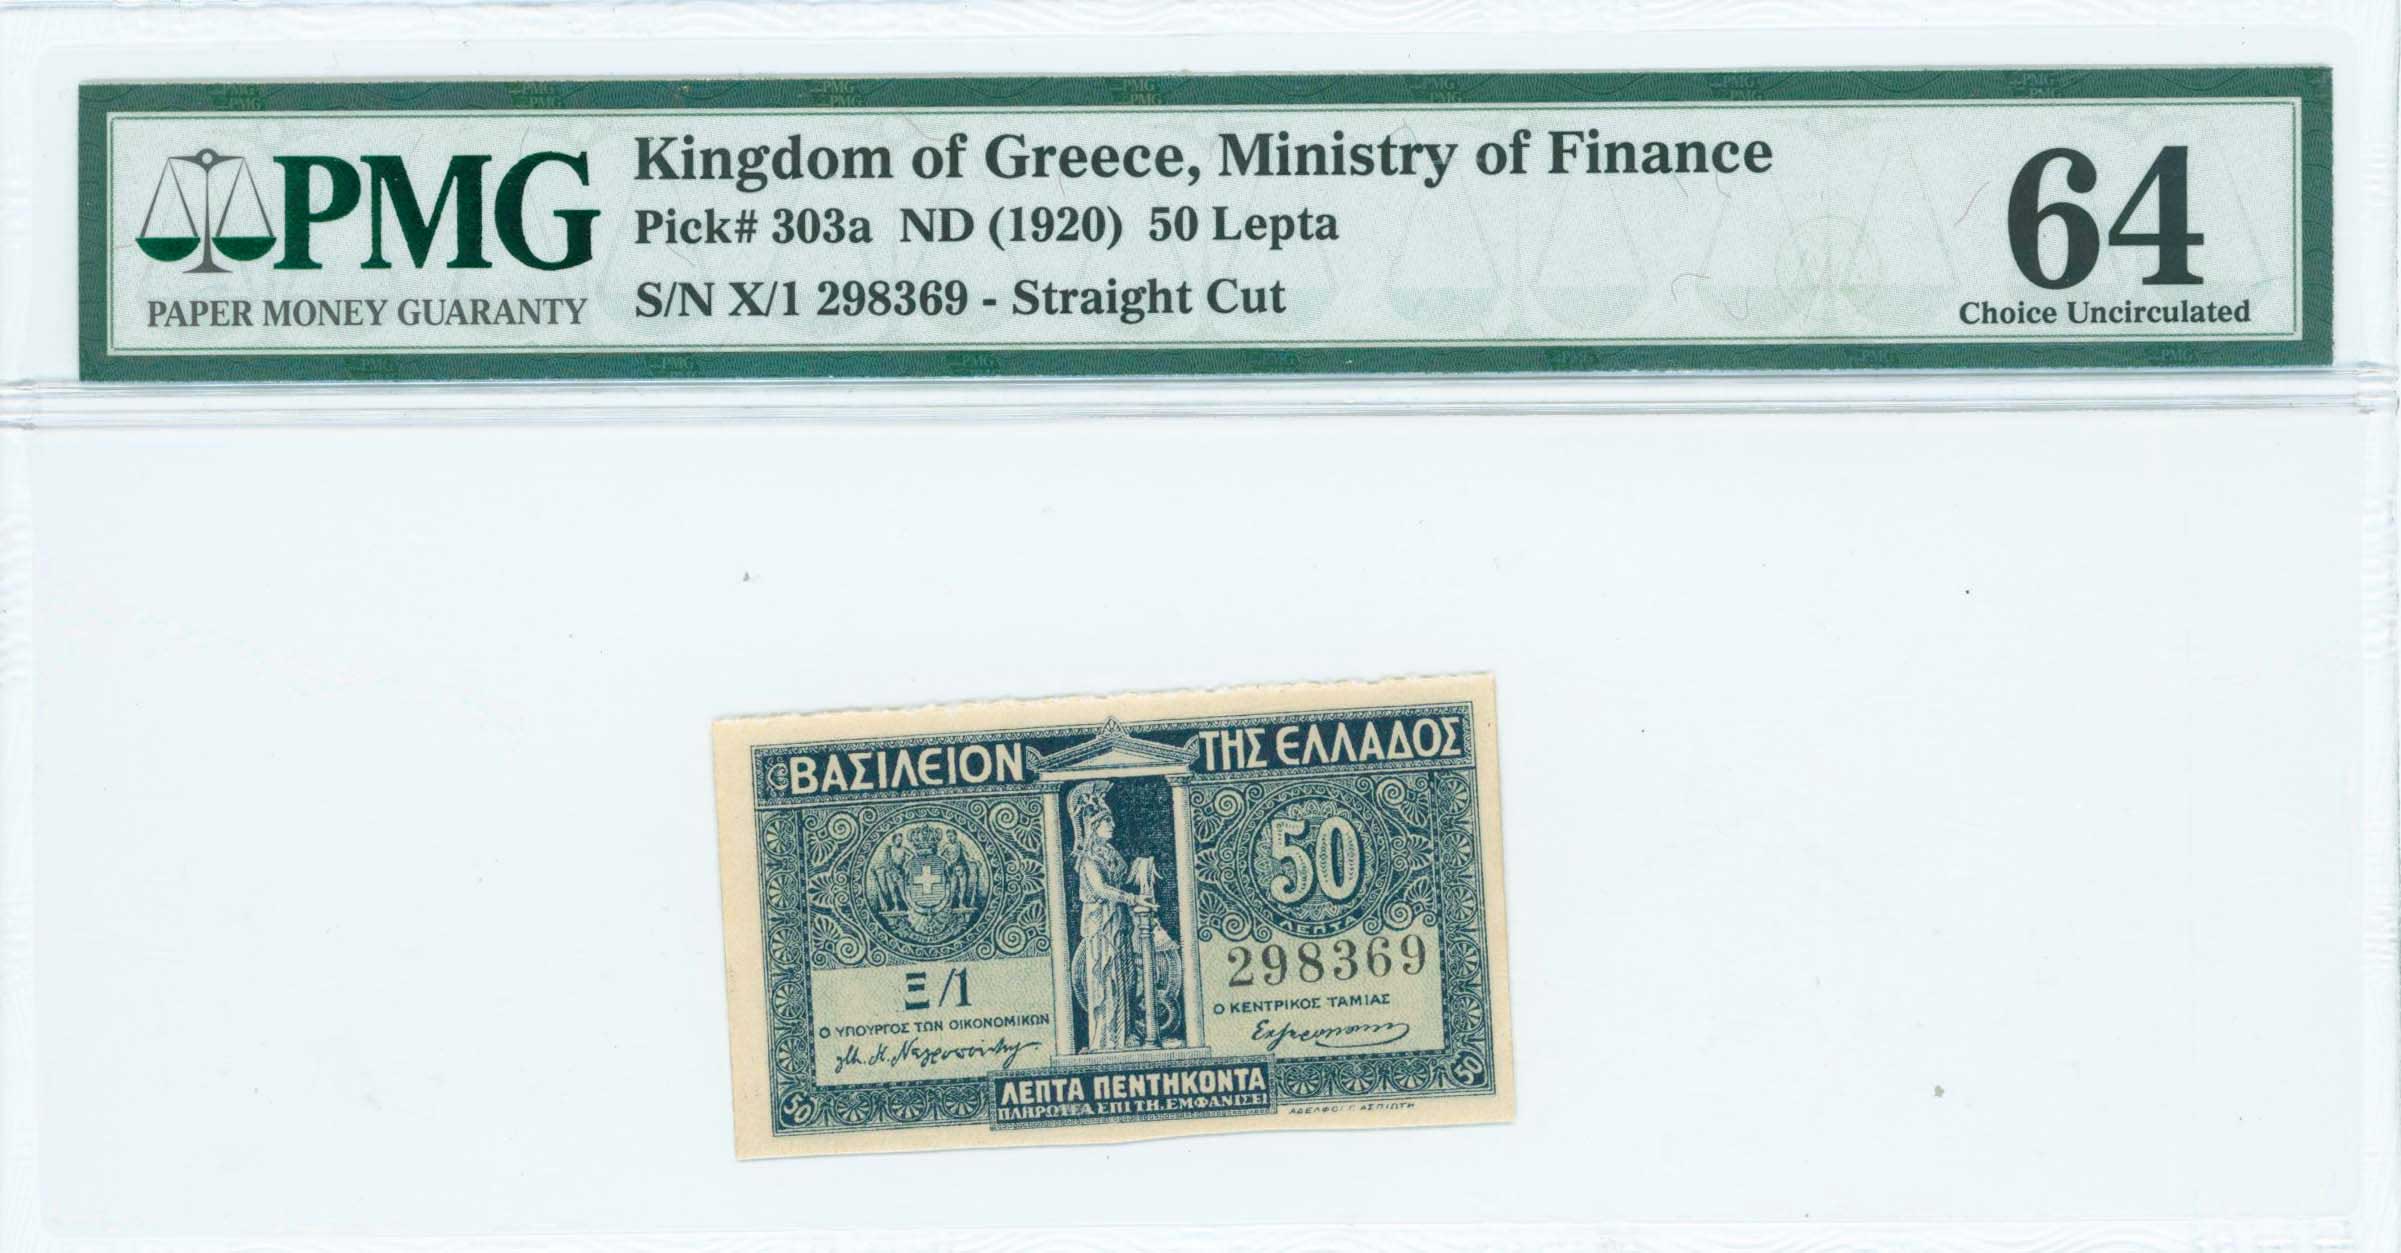 PMG
PAPER MONEY GUARANTY
Kingdom of Greece, Ministry of Finance
Pick# 303a ND (1920) 50 Lepta
S/N X/1 298369 - Straight Cut
64
Choice Uncirculated
ΒΑΣΙΛΕΙΟΝ ΤΗΣ ΕΛΛΑΔΟΣ
50
ΛΕΠΤΑ
298369
Ξ/1
Ο ΥΠΟΥΡΓΟΣ ΤΩΝ ΟΙΚΟΝΟΜΙΚΩΝ
Ο ΚΕΝΤΡΙΚΟΣ ΤΑΜΙΑΣ
50
ΛΕΠΤΑ ΠΕΝΤΗΚΟΝΤΑ
ΠΛΗΡΩΤΕΑ ΕΠΙ ΤΗ ΕΜΦΑΝΙΣΕΙ
50
ΑΔΕΛΦΟΙ Γ. ΑΣΠΙΩΤΗ